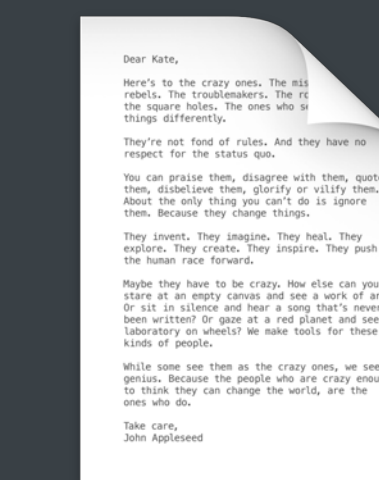 Dear Kate,
Here's to the crazy ones. The
rebels. The troublemakers. The
the square holes. The ones who
things differently.
They're not fond of rules. And they have no
respect for the status quo.
You can praise them, disagree with them,
them, disbelieve them, glorify or vilify them.
About the only thing you can't do is ignore
them. Because they change things.
They invent. They imagine. They heal. They
explore. They create. They inspire. They push
the human race forward.
Maybe they have to be crazy. How else can you
stare at an empty canvas and see a work of
Or sit in silence and hear a song that's never
been written? Or gaze at a red planet and see
laboratory on wheels? We make tools for these
kinds of people.
While some see them as the crazy ones, we see
genius. Because the people who are crazy
to think they can change the world, are the
ones who do.
Take care,
John Appleseed